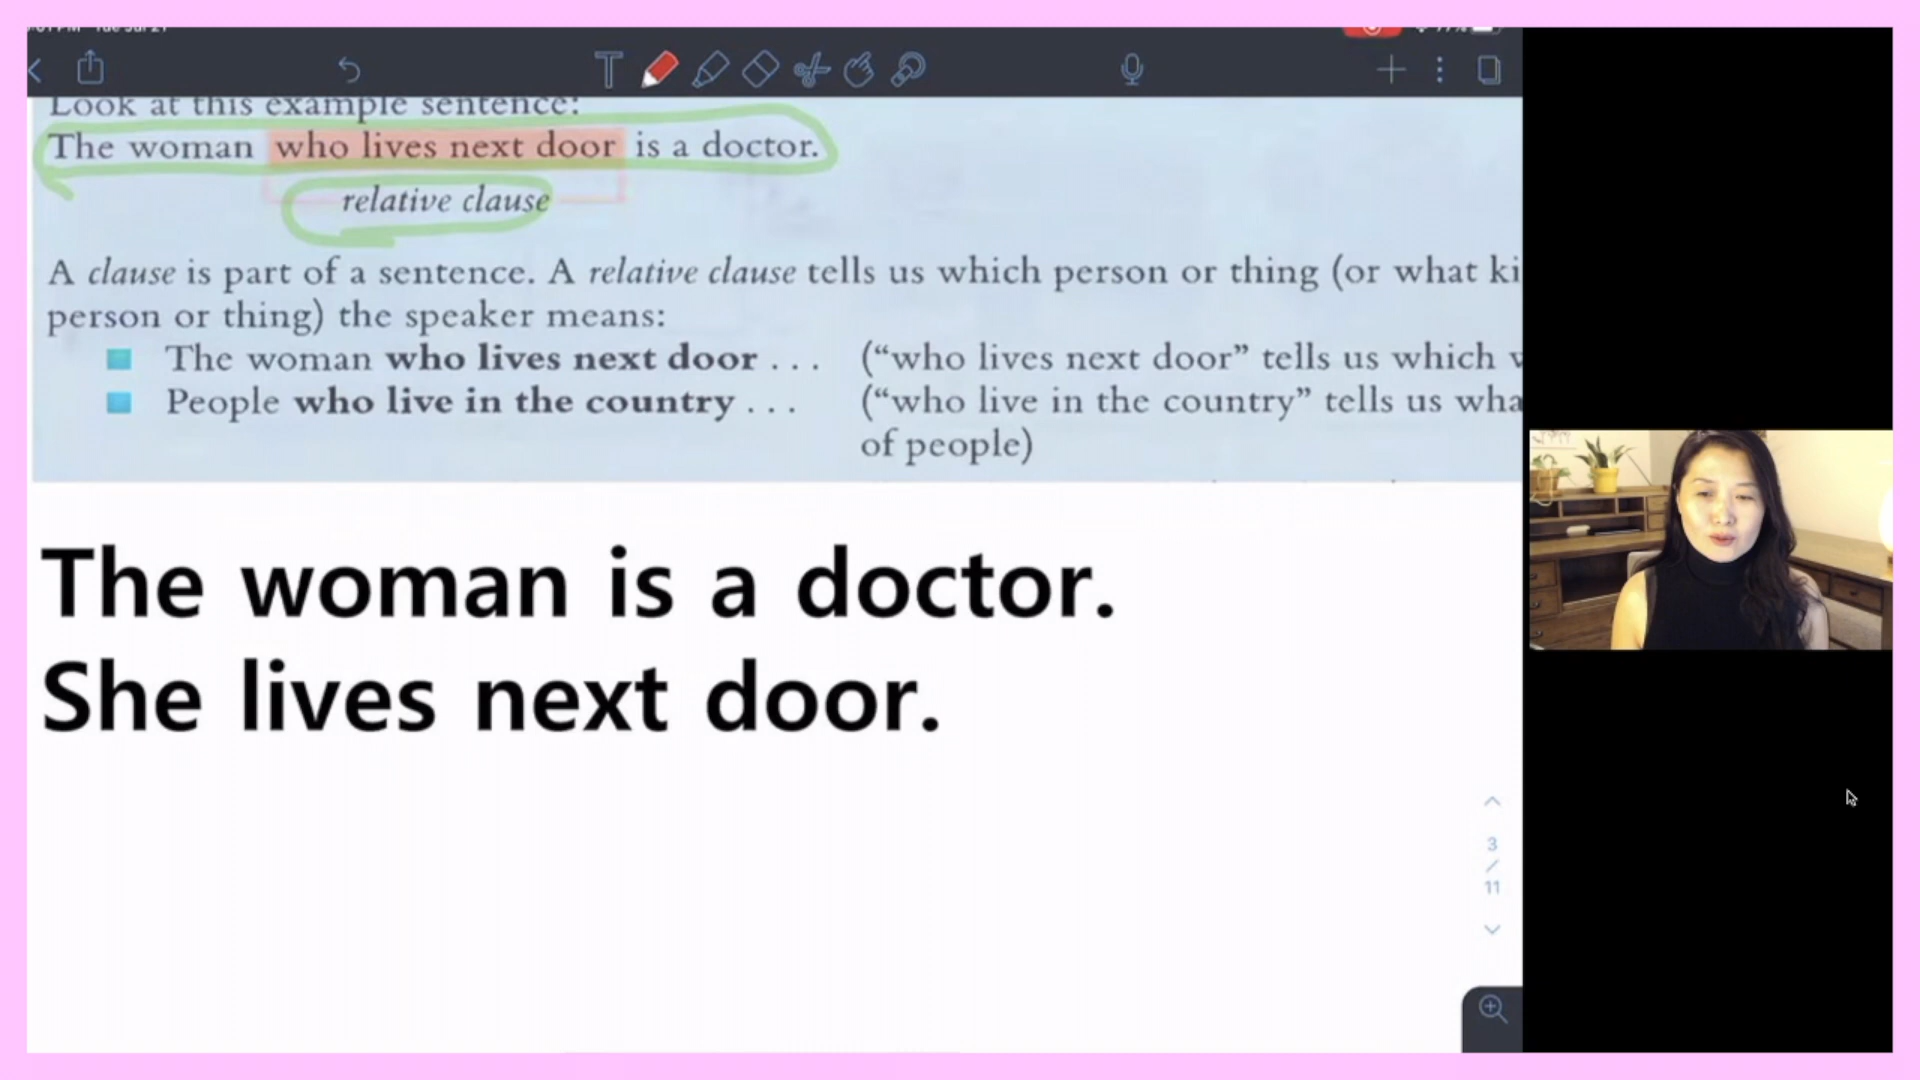 Look at this example sentence:
The woman who lives next door is a doctor.
relative clause
A clause is part of a sentence. A relative clause tells us which person or thing (or what ki
person or thing) the speaker means:
The woman who lives next door . . . (“who lives next door” tells us which
People who live in the country . . . (“who live in the country” tells us wha
of people)
The woman is a doctor.
She lives next door.
3
/
11